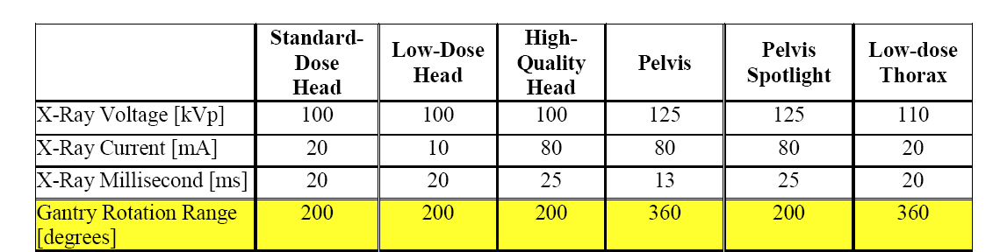 Standard-Dose Head Low-Dose Head High-Quality Head Pelvis Pelvis Spotlight Low-dose Thorax
X-Ray Voltage [kVp] 100 100 100 125 125 110
X-Ray Current [mA] 20 10 80 80 80 20
X-Ray Millisecond [ms] 20 20 25 13 25 20
Gantry Rotation Range [degrees] 200 200 200 360 200 360